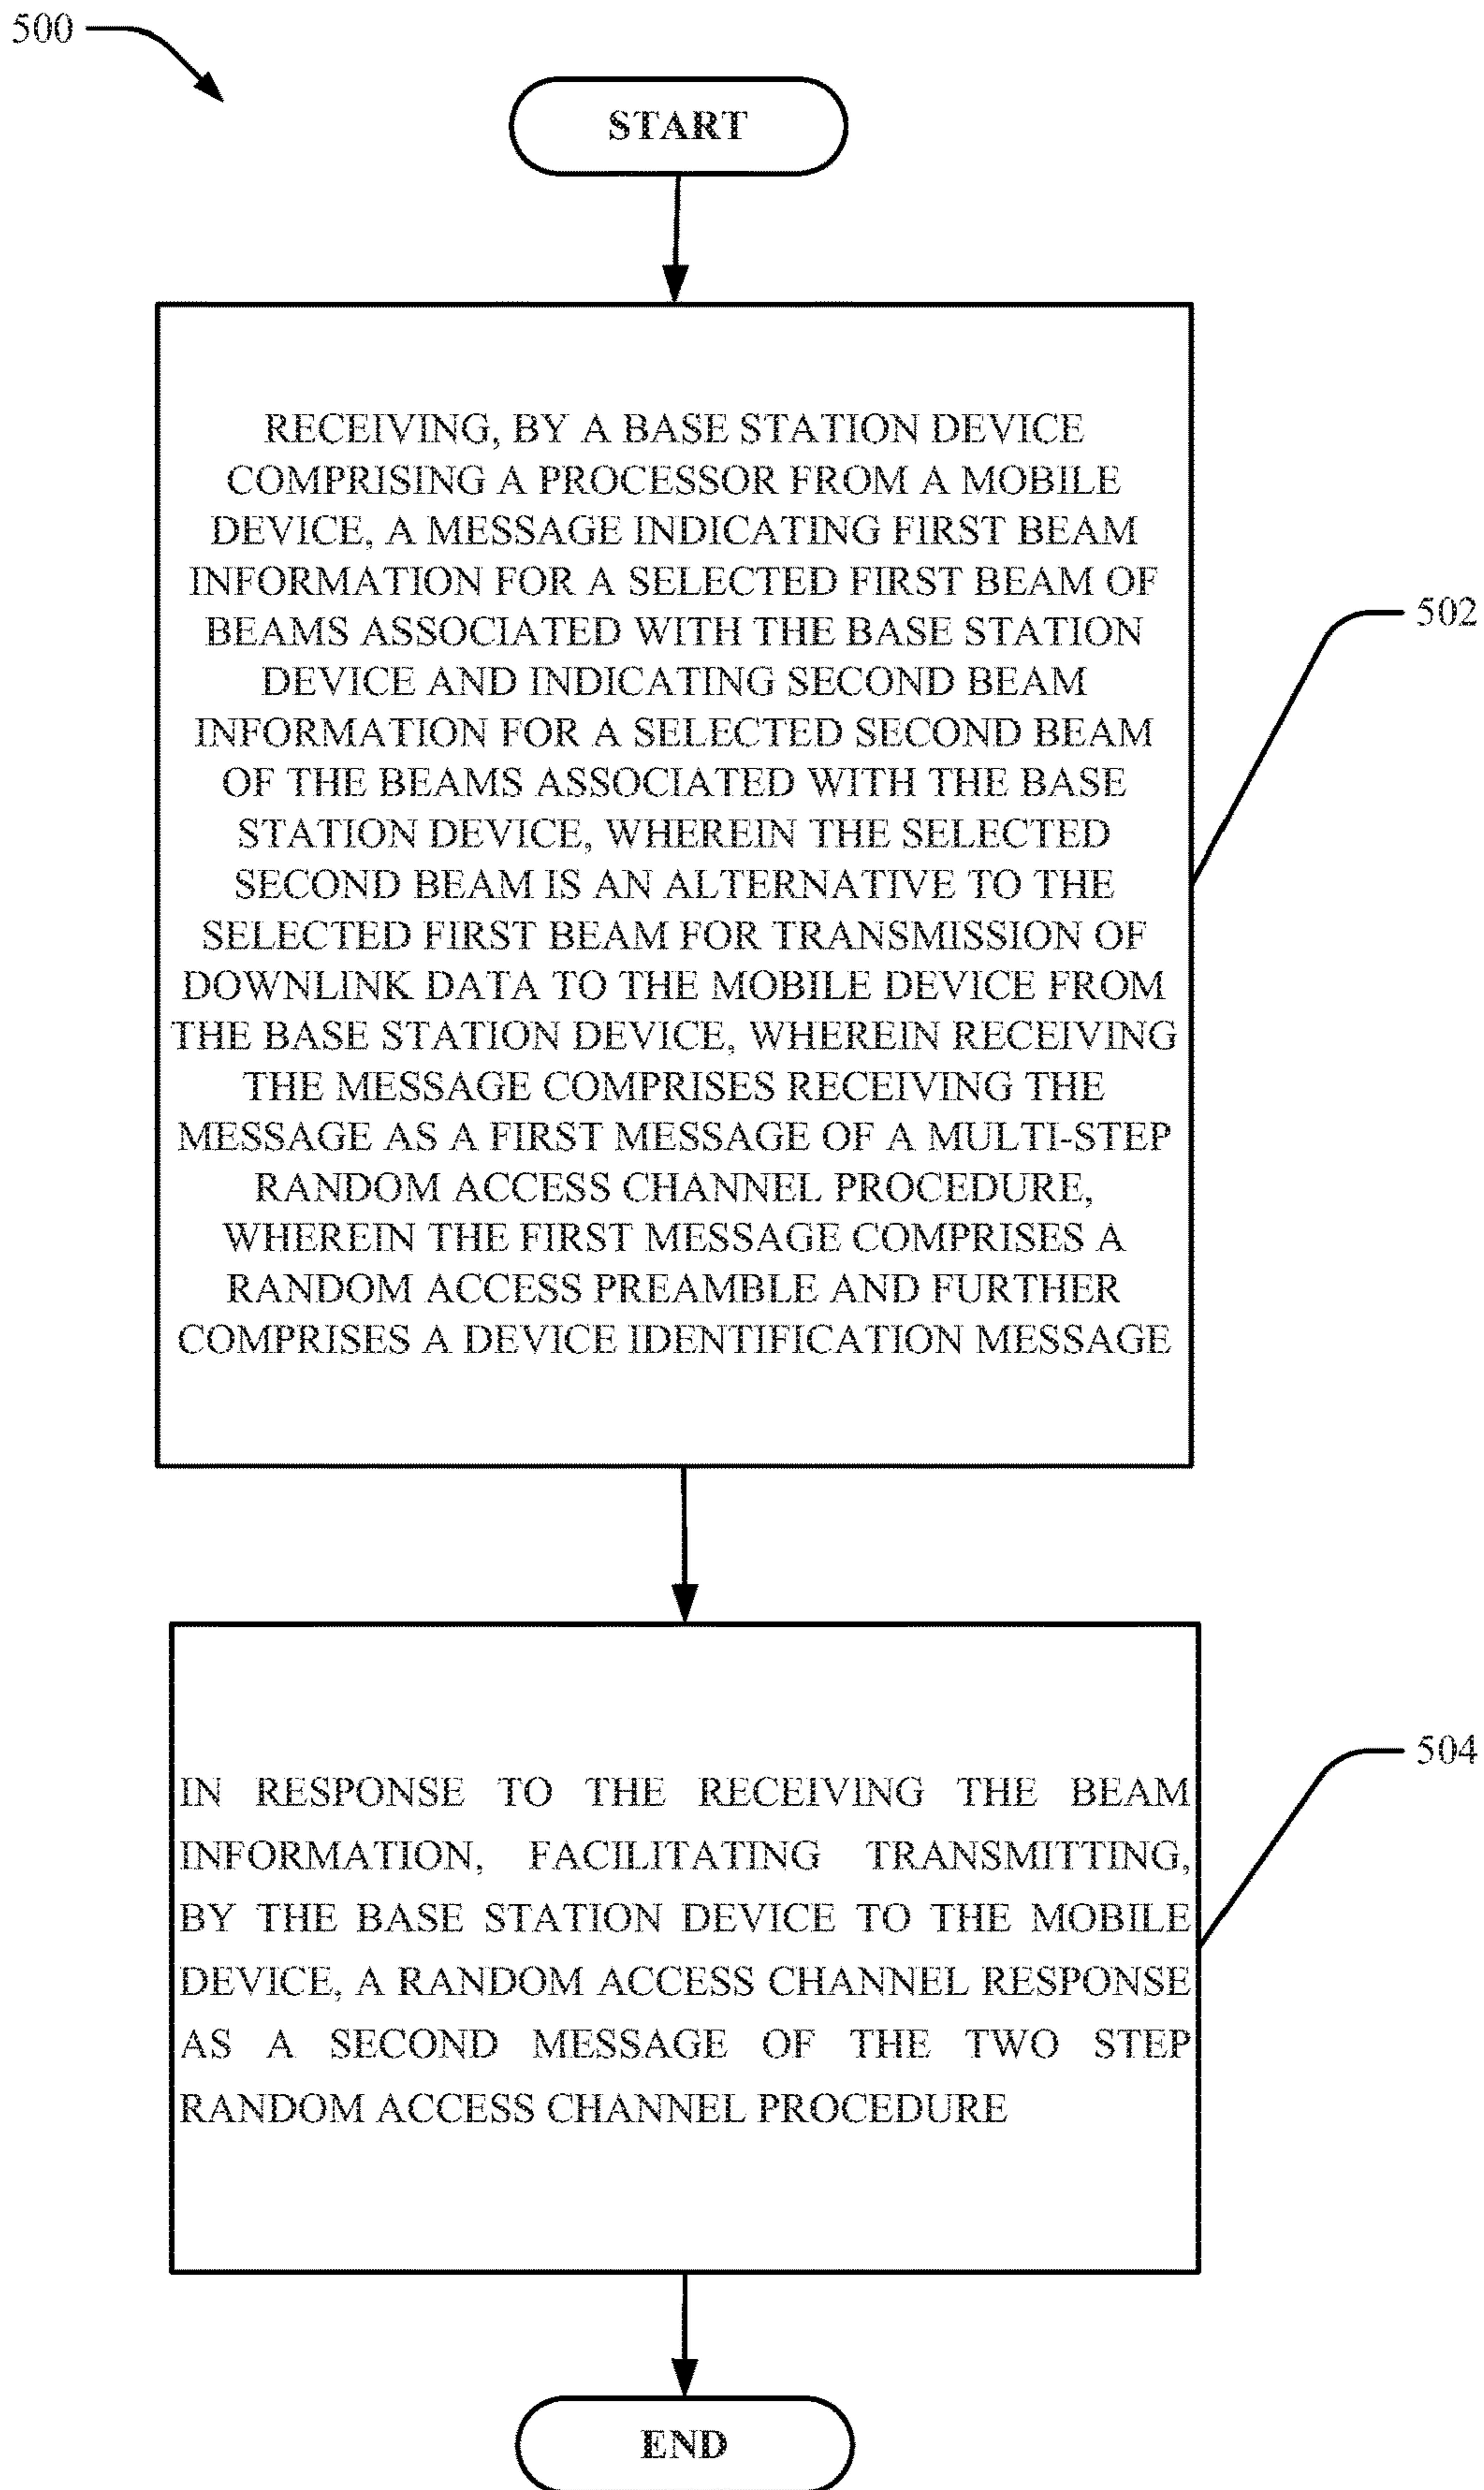 500
START
RECEIVING, BY A BASE STATION DEVICE
COMPRISING A PROCESSOR FROM A MOBILE
DEVICE, A MESSAGE INDICATING FIRST BEAM
INFORMATION FOR A SELECTED FIRST BEAM OF
BEAMS ASSOCIATED WITH THE BASE STATION
DEVICE AND INDICATING SECOND BEAM
INFORMATION FOR A SELECTED SECOND BEAM
OF THE BEAMS ASSOCIATED WITH THE BASE
STATION DEVICE, WHEREIN THE SELECTED
SECOND BEAM IS AN ALTERNATIVE TO THE
SELECTED FIRST BEAM FOR TRANSMISSION OF
DOWNLINK DATA TO THE MOBILE DEVICE FROM
THE BASE STATION DEVICE, WHEREIN RECEIVING
THE MESSAGE COMPRISES RECEIVING THE
MESSAGE AS A FIRST MESSAGE OF A MULTI-STEP
RANDOM ACCESS CHANNEL PROCEDURE,
WHEREIN THE FIRST MESSAGE COMPRISES A
RANDOM ACCESS PREAMBLE AND FURTHER
COMPRISES A DEVICE IDENTIFICATION MESSAGE
502
IN RESPONSE TO THE RECEIVING THE BEAM
INFORMATION, FACILITATING TRANSMITTING,
BY THE BASE STATION DEVICE TO THE MOBILE
DEVICE, A RANDOM ACCESS CHANNEL RESPONSE
AS A SECOND MESSAGE OF THE TWO STEP
RANDOM ACCESS CHANNEL PROCEDURE
504
END